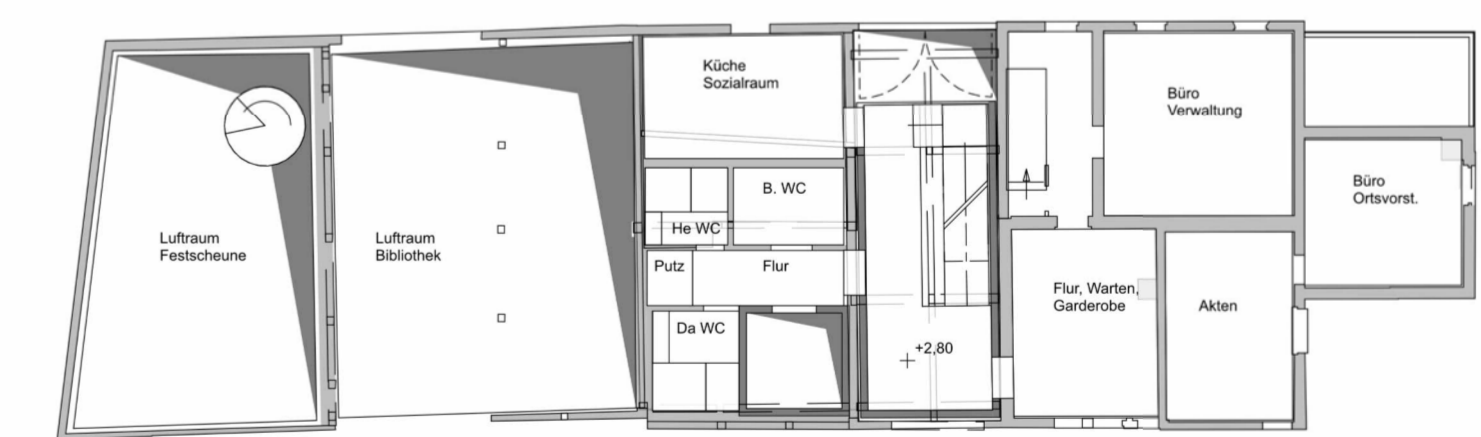 Luftraum
Festscheune
Luftraum
Bibliothek
Küche
Sozialraum
B. WC
He WC
Putz
Flur
Da WC
+2,80
Büro
Verwaltung
Flur, Warten,
Garderobe
Akten
Büro
Ortsvorst.